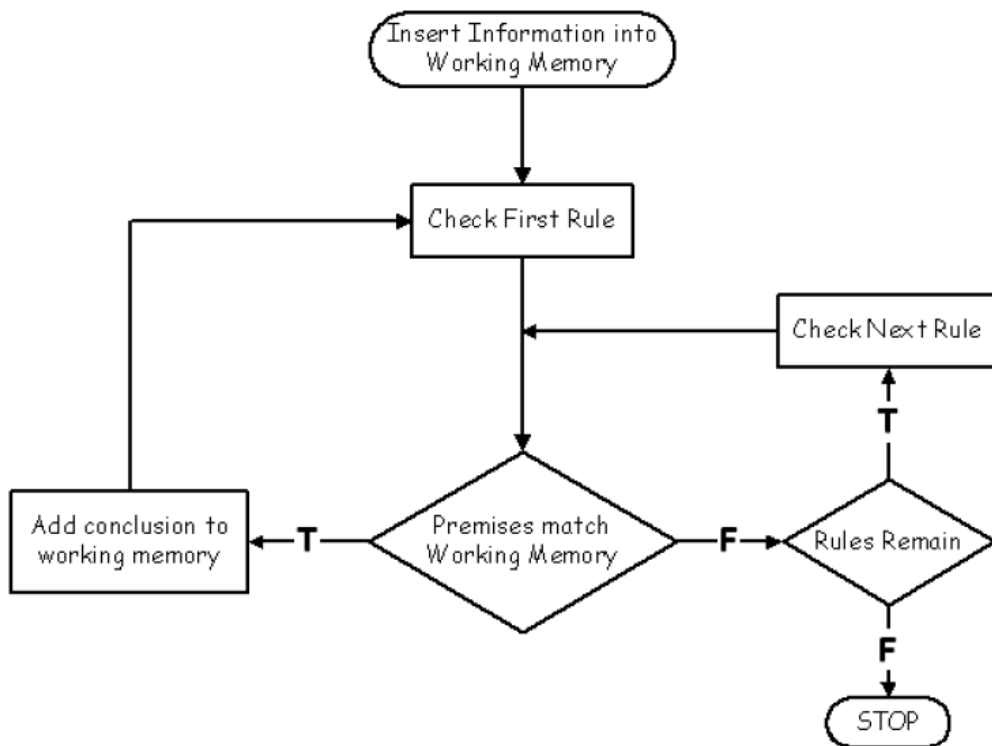 Insert Information into
Working Memory
Check First Rule
Check Next Rule
T
Add conclusion to
working memory
T
Premises match
Working Memory
F
Rules Remain
F
STOP